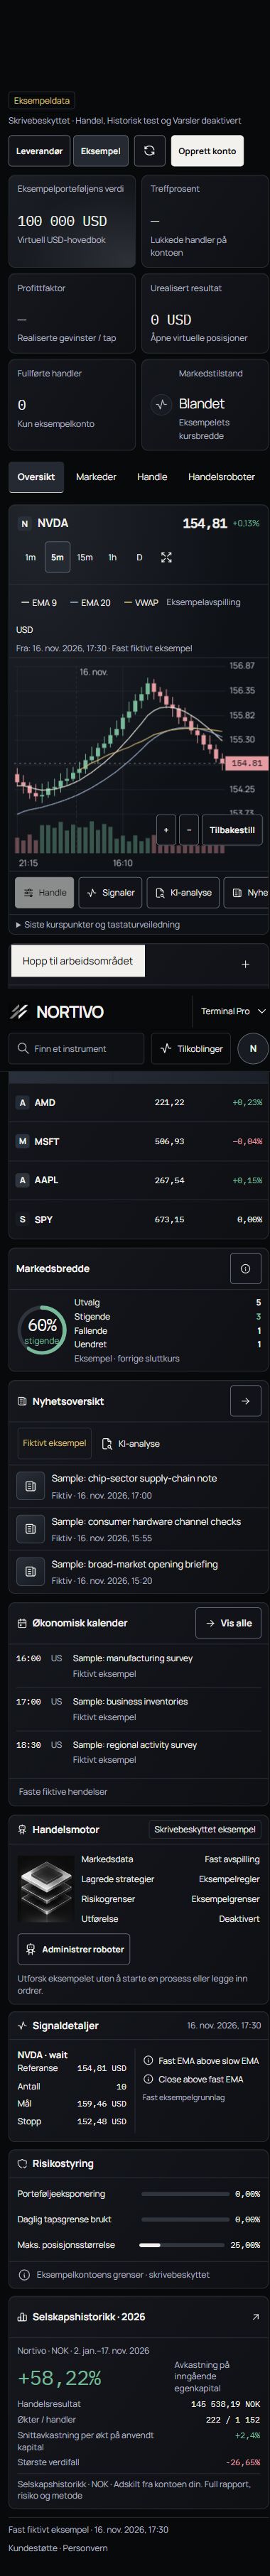 Eksempeldata
Skrivebeskyttet · Handel, Historisk test og Varsler deaktivert
Leverandør
Eksempel
Opprett konto
Eksempelporteføljens verdi
100 000 USD
Virtuell USD-hovedbok
Treffprosent
—
Lukkede handler på
kontoen
Profittfaktor
—
Realiserte gevinster / tap
Urealisert resultat
0 USD
Åpne virtuelle posisjoner
Fullførte handler
0
Kun eksempelkonto
Markedstilstand
Blandet
Eksempelets
kursbredde
Oversikt
Markeder
Handle
Handelsroboter
N NVDA
154,81 +0,13%
1m 5m 15m 1h D
EMA 9
EMA 20
VWAP
Eksempelavspilling
USD
Fra: 16. nov. 2026, 17:30 · Fast fiktivt eksempel
16. nov.
156.87
156.35
155.82
155.30
154.81
154.25
153.73
+ − Tilbakestill
21:15 16:10
Handle
Signaler
KI-analyse
Nyhe
▶ Siste kurspunkter og tastaturveiledning
Hopp til arbeidsområdet
+
NORTIVO
Terminal Pro
Finn et instrument
Tilkoblinger
N
A AMD 221,22 +0,23%
M MSFT 506,93 −0,04%
A AAPL 267,54 +0,15%
S SPY 673,15 0,00%
Markedsbredde
60%
stigende
Utvalg 5
Stigende 3
Fallende 1
Uendret 1
Eksempel · forrige sluttkurs
Nyhetsoversikt
Fiktivt eksempel
KI-analyse
Sample: chip-sector supply-chain note
Fiktiv · 16. nov. 2026, 17:00
Sample: consumer hardware channel checks
Fiktiv · 16. nov. 2026, 15:55
Sample: broad-market opening briefing
Fiktiv · 16. nov. 2026, 15:20
Økonomisk kalender
Vis alle
16:00 US Sample: manufacturing survey
Fiktivt eksempel
17:00 US Sample: business inventories
Fiktivt eksempel
18:30 US Sample: regional activity survey
Fiktivt eksempel
Faste fiktive hendelser
Handelsmotor
Skrivebeskyttet eksempel
Markedsdata Fast avspilling
Lagrede strategier Eksempelregler
Risikogrenser Eksempelgrenser
Utførelse Deaktivert
Administrer roboter
Utforsk eksempelet uten å starte en prosess eller legge inn
ordrer.
Signaldetaljer
16. nov. 2026, 17:30
NVDA · wait
Referanse 154,81 USD
Antall 10
Mål 159,46 USD
Stopp 152,48 USD
Fast EMA above slow EMA
Close above fast EMA
Fast eksempelgrunnlag
Risikostyring
Porteføljeeksponering 0,00%
Daglig tapsgrense brukt 0,00%
Maks. posisjonsstørrelse 25,00%
Eksempelkontoens grenser · skrivebeskyttet
Selskapshistorikk · 2026
Nortivo · NOK · 2. jan.–17. nov. 2026
+58,22%
Avkastning på
inngående
egenkapital
Handelsresultat 145 538,19 NOK
Økter / handler 222 / 1 152
Snittavkastning per økt på anvendt
kapital
+2,4%
Største verdifall -26,65%
Selskapshistorikk · NOK · Adskilt fra kontoen din. Full rapport,
risiko og metode
Fast fiktivt eksempel · 16. nov. 2026, 17:30
Kundestøtte · Personvern